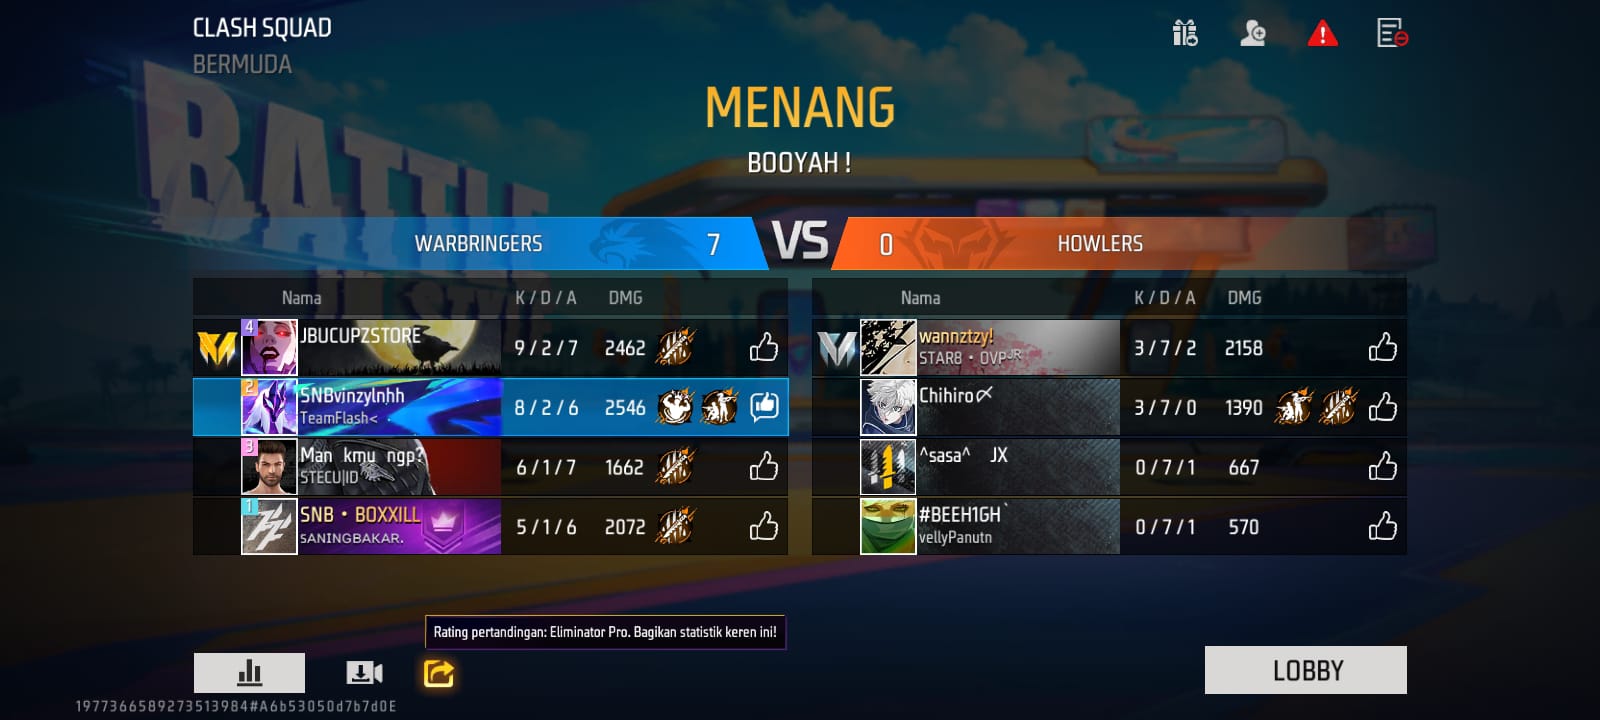 CLASH SQUAD
BERMUDA
MENANG
BOOYAH !
WARBRINGERS 7 VS 0 HOWLERS
Nama K / D / A DMG
4 JBUCUPZSTORE 9 / 2 / 7 2462
2 SNBvinzylnhh 8 / 2 / 6 2546
TeamFlash<
3 Man kmu ngp? 6 / 1 / 7 1662
STECU|ID
1 SNB • BOXXILL 5 / 1 / 6 2072
sANINGBAKAR.
Nama K / D / A DMG
wannztzy! 3 / 7 / 2 2158
STAR8 • OVPᴶᴿ
Chihiro〆 3 / 7 / 0 1390
^sasa^ JX 0 / 7 / 1 667
#BEEH1GH` 0 / 7 / 1 570
vellyPanutn
Rating pertandingan: Eliminator Pro. Bagikan statistik keren ini!
LOBBY
1977366589273513984#A6b53050d7b7d0E